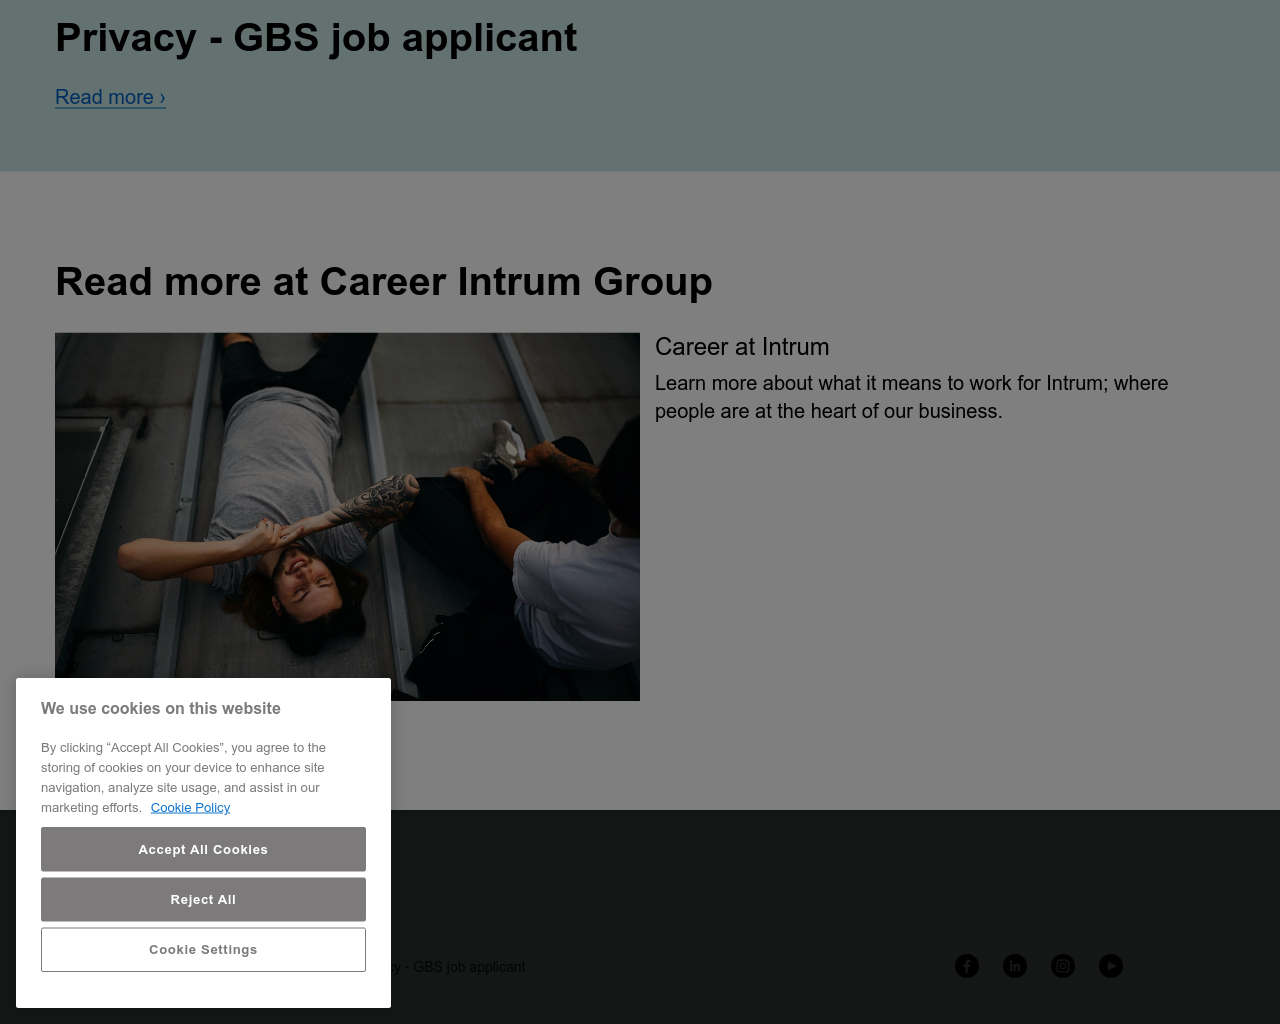 Privacy - GBS job applicant
Read more ›
Read more at Career Intrum Group
Career at Intrum
Learn more about what it means to work for Intrum; where
people are at the heart of our business.
We use cookies on this website
By clicking “Accept All Cookies”, you agree to the
storing of cookies on your device to enhance site
navigation, analyze site usage, and assist in our
marketing efforts. Cookie Policy
Accept All Cookies
Reject All
Cookie Settings
- GBS job applicant